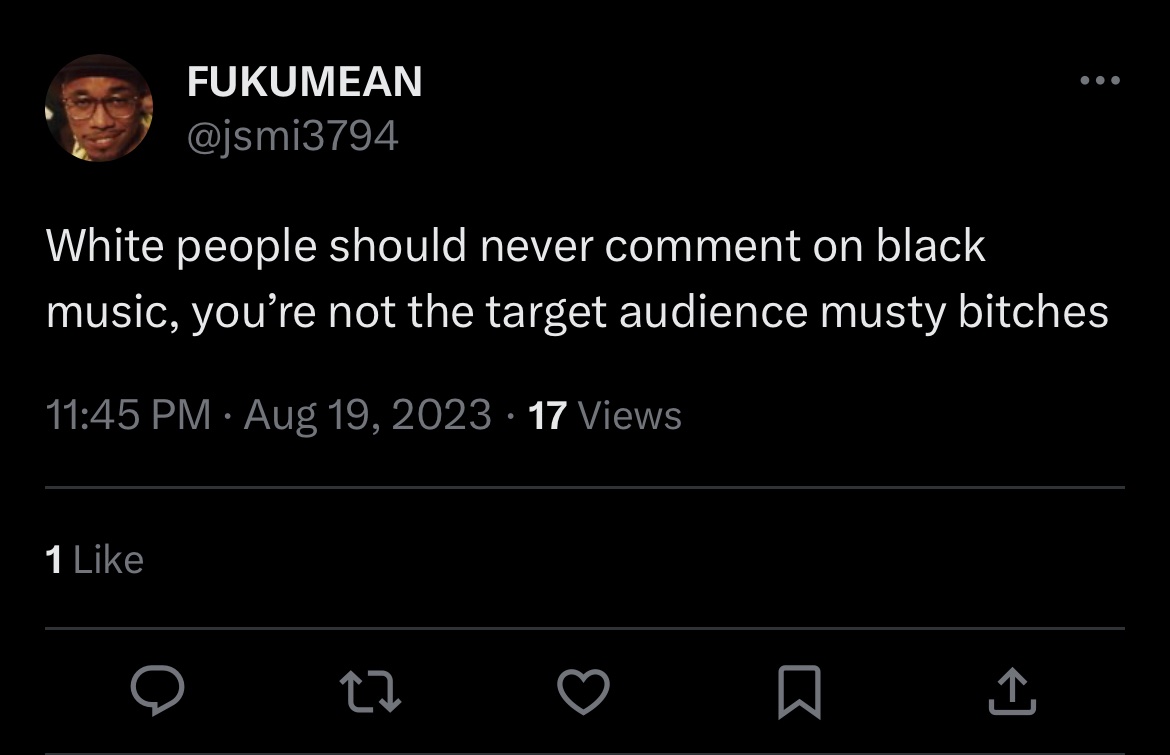 FUKUMEAN
@jsmi3794
White people should never comment on black
music, you’re not the target audience musty bitches
11:45 PM · Aug 19, 2023 · 17 Views
1 Like